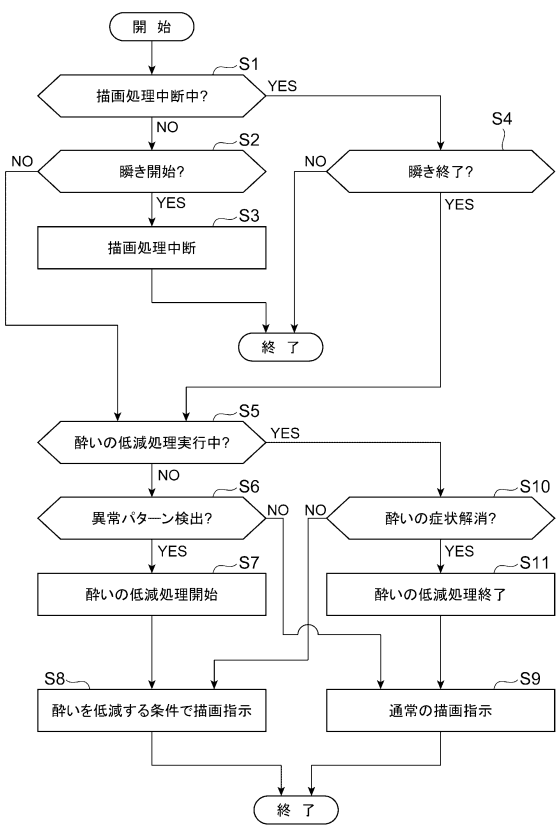 開 始
S1
描画処理中断中?
YES
NO
S2
S4
NO
瞬き開始?
NO
瞬き終了?
YES
YES
S3
描画処理中断
終 了
S5
酔いの低減処理実行中?
YES
NO
S6
S10
異常パターン検出?
NO
NO
酔いの症状解消?
YES
YES
S7
S11
酔いの低減処理開始
酔いの低減処理終了
S8
S9
酔いを低減する条件で描画指示
通常の描画指示
終 了